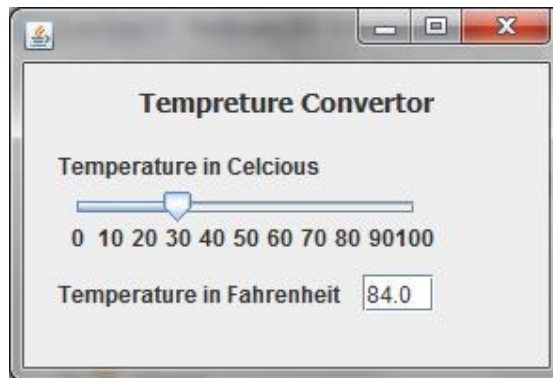 Tempreture Convertor
Temperature in Celcious
0 10 20 30 40 50 60 70 80 90100
Temperature in Fahrenheit 84.0